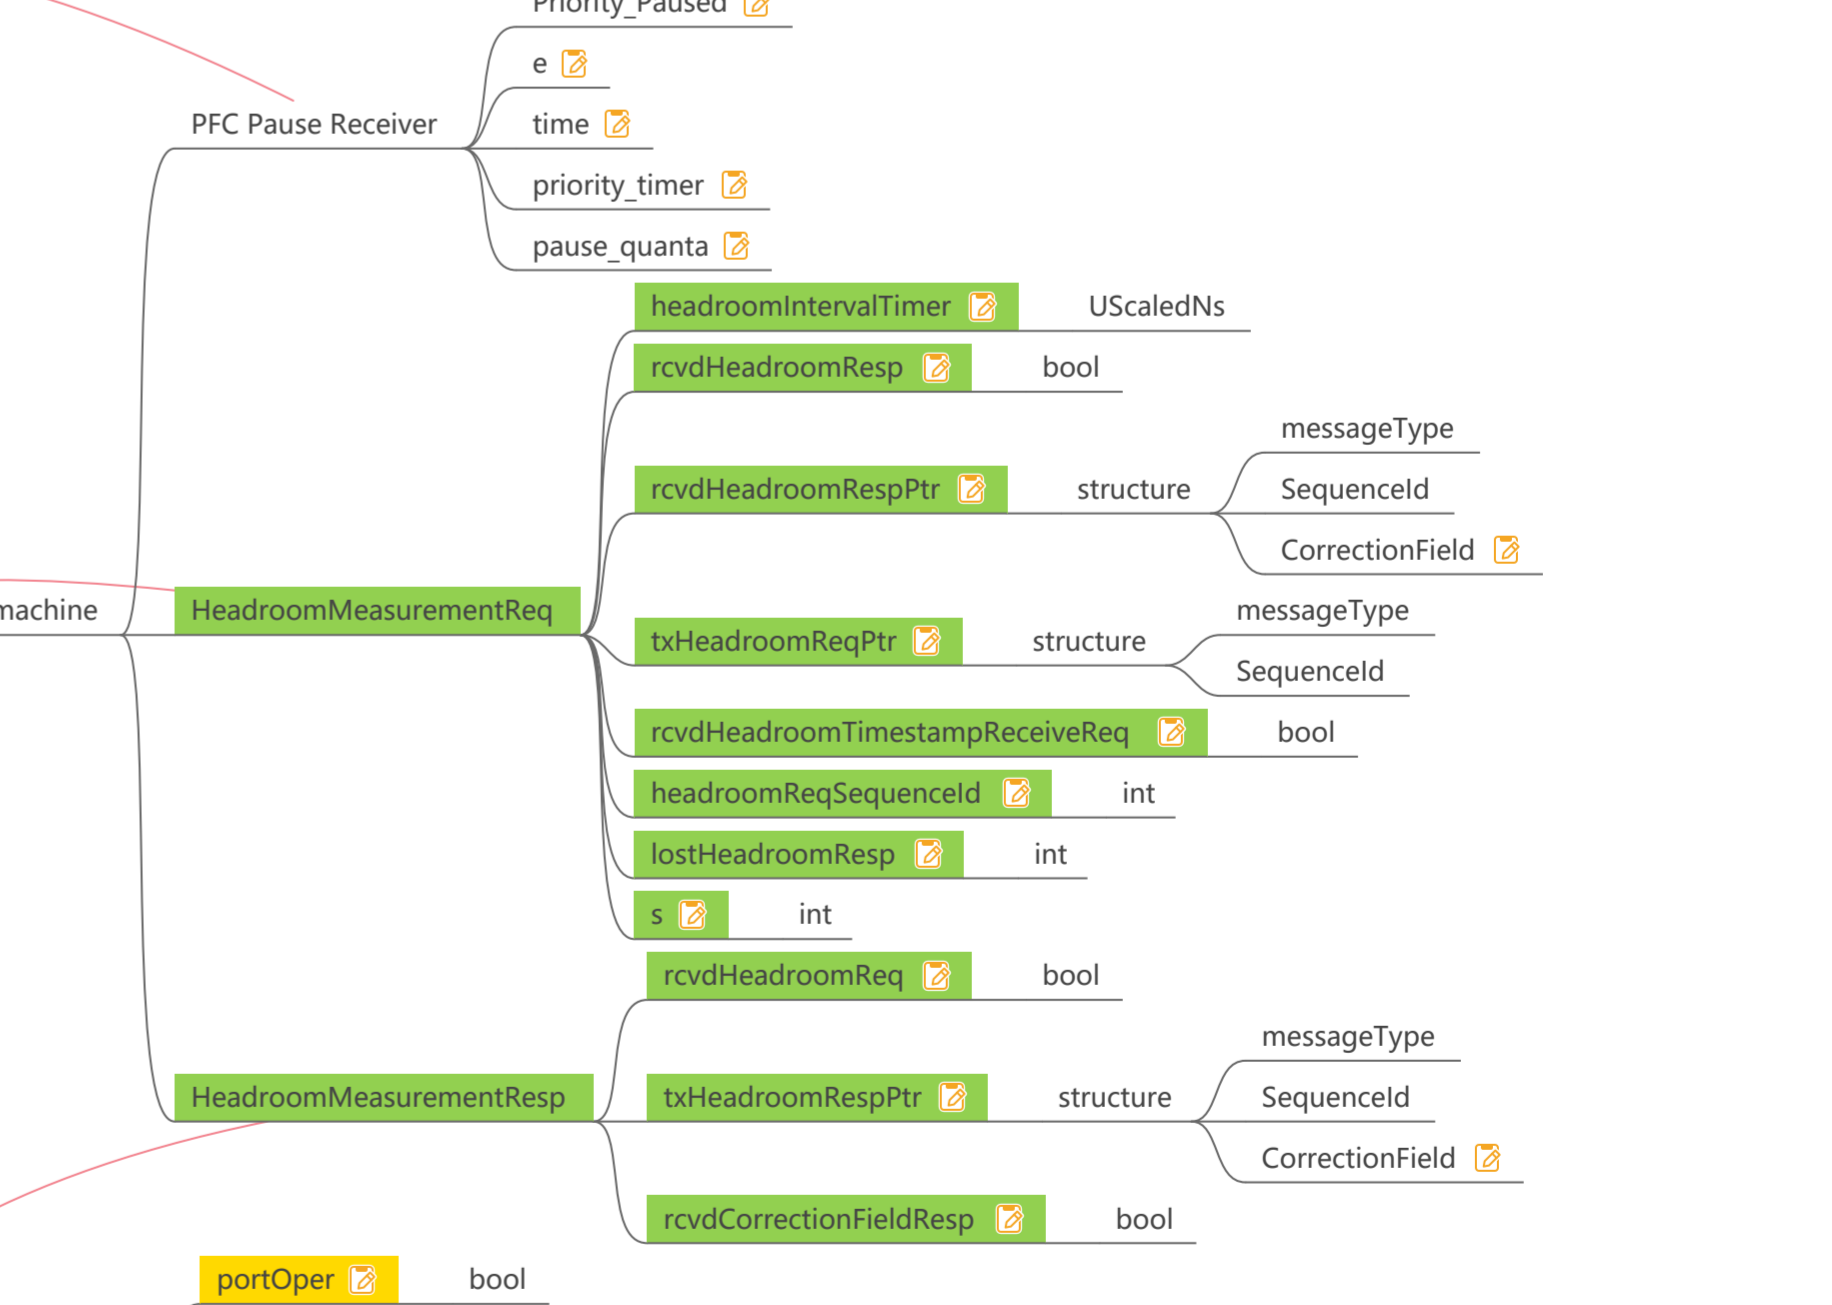 Priority_Paused
e
time
PFC Pause Receiver
priority_timer
pause_quanta
headroomIntervalTimer UScaledNs
rcvdHeadroomResp bool
messageType
rcvdHeadroomRespPtr structure SequenceId
CorrectionField
machine HeadroomMeasurementReq messageType
txHeadroomReqPtr structure
SequenceId
rcvdHeadroomTimestampReceiveReq bool
headroomReqSequenceId int
lostHeadroomResp int
s int
rcvdHeadroomReq bool
messageType
HeadroomMeasurementResp txHeadroomRespPtr structure SequenceId
CorrectionField
rcvdCorrectionFieldResp bool
portOper bool